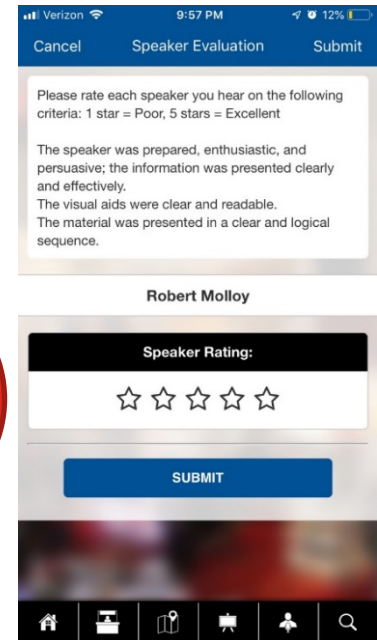 Verizon 9:57 PM 12%
Cancel Speaker Evaluation Submit
Please rate each speaker you hear on the following
criteria: 1 star = Poor, 5 stars = Excellent
The speaker was prepared, enthusiastic, and
persuasive; the information was presented clearly
and effectively.
The visual aids were clear and readable.
The material was presented in a clear and logical
sequence.
Robert Molloy
Speaker Rating:
SUBMIT